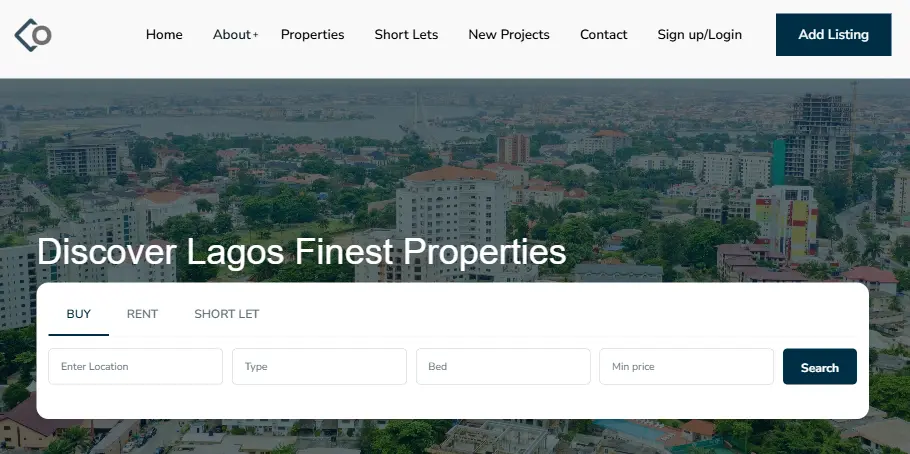 Home About + Properties Short Lets New Projects Contact Sign up/Login Add Listing
Discover Lagos Finest Properties
BUY RENT SHORT LET
Enter Location Type Bed Min price Search